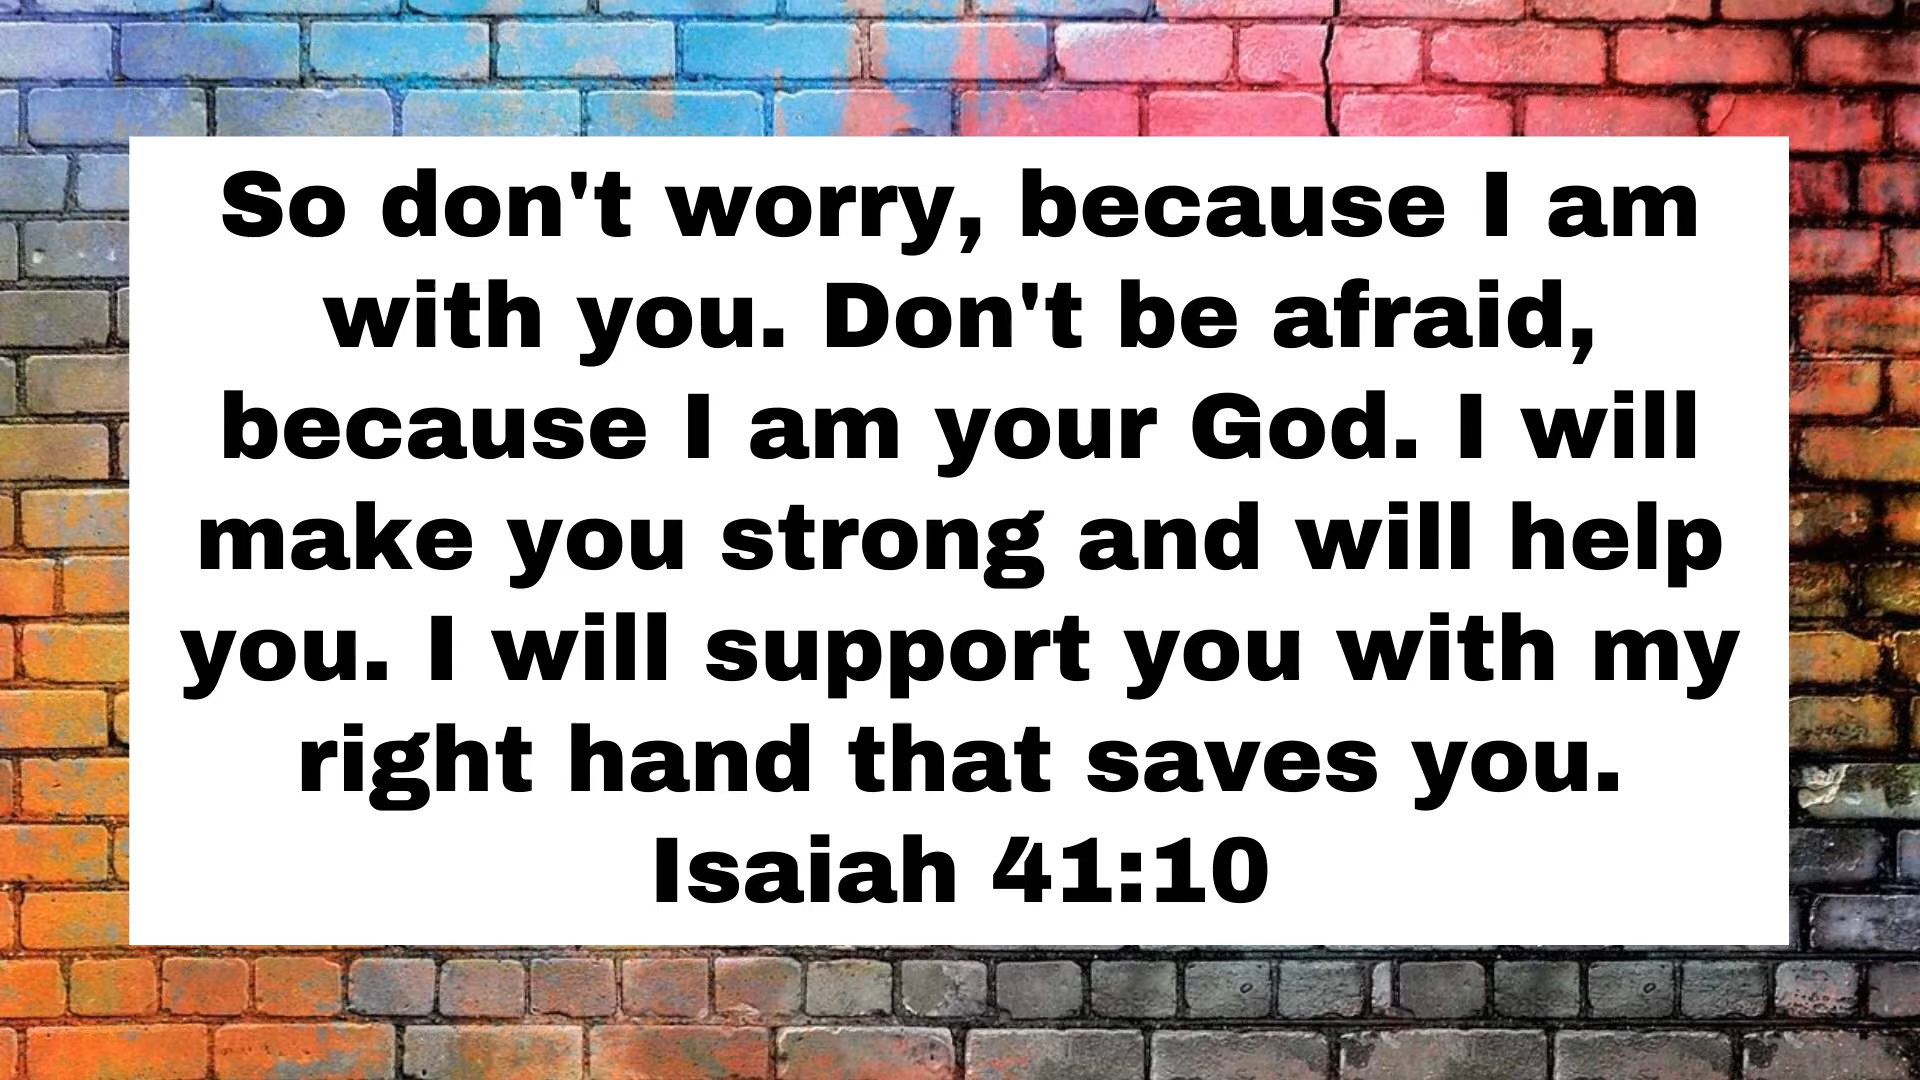 So don't worry, because I am
with you. Don't be afraid,
because I am your God. I will
make you strong and will help
you. I will support you with my
right hand that saves you.
Isaiah 41:10